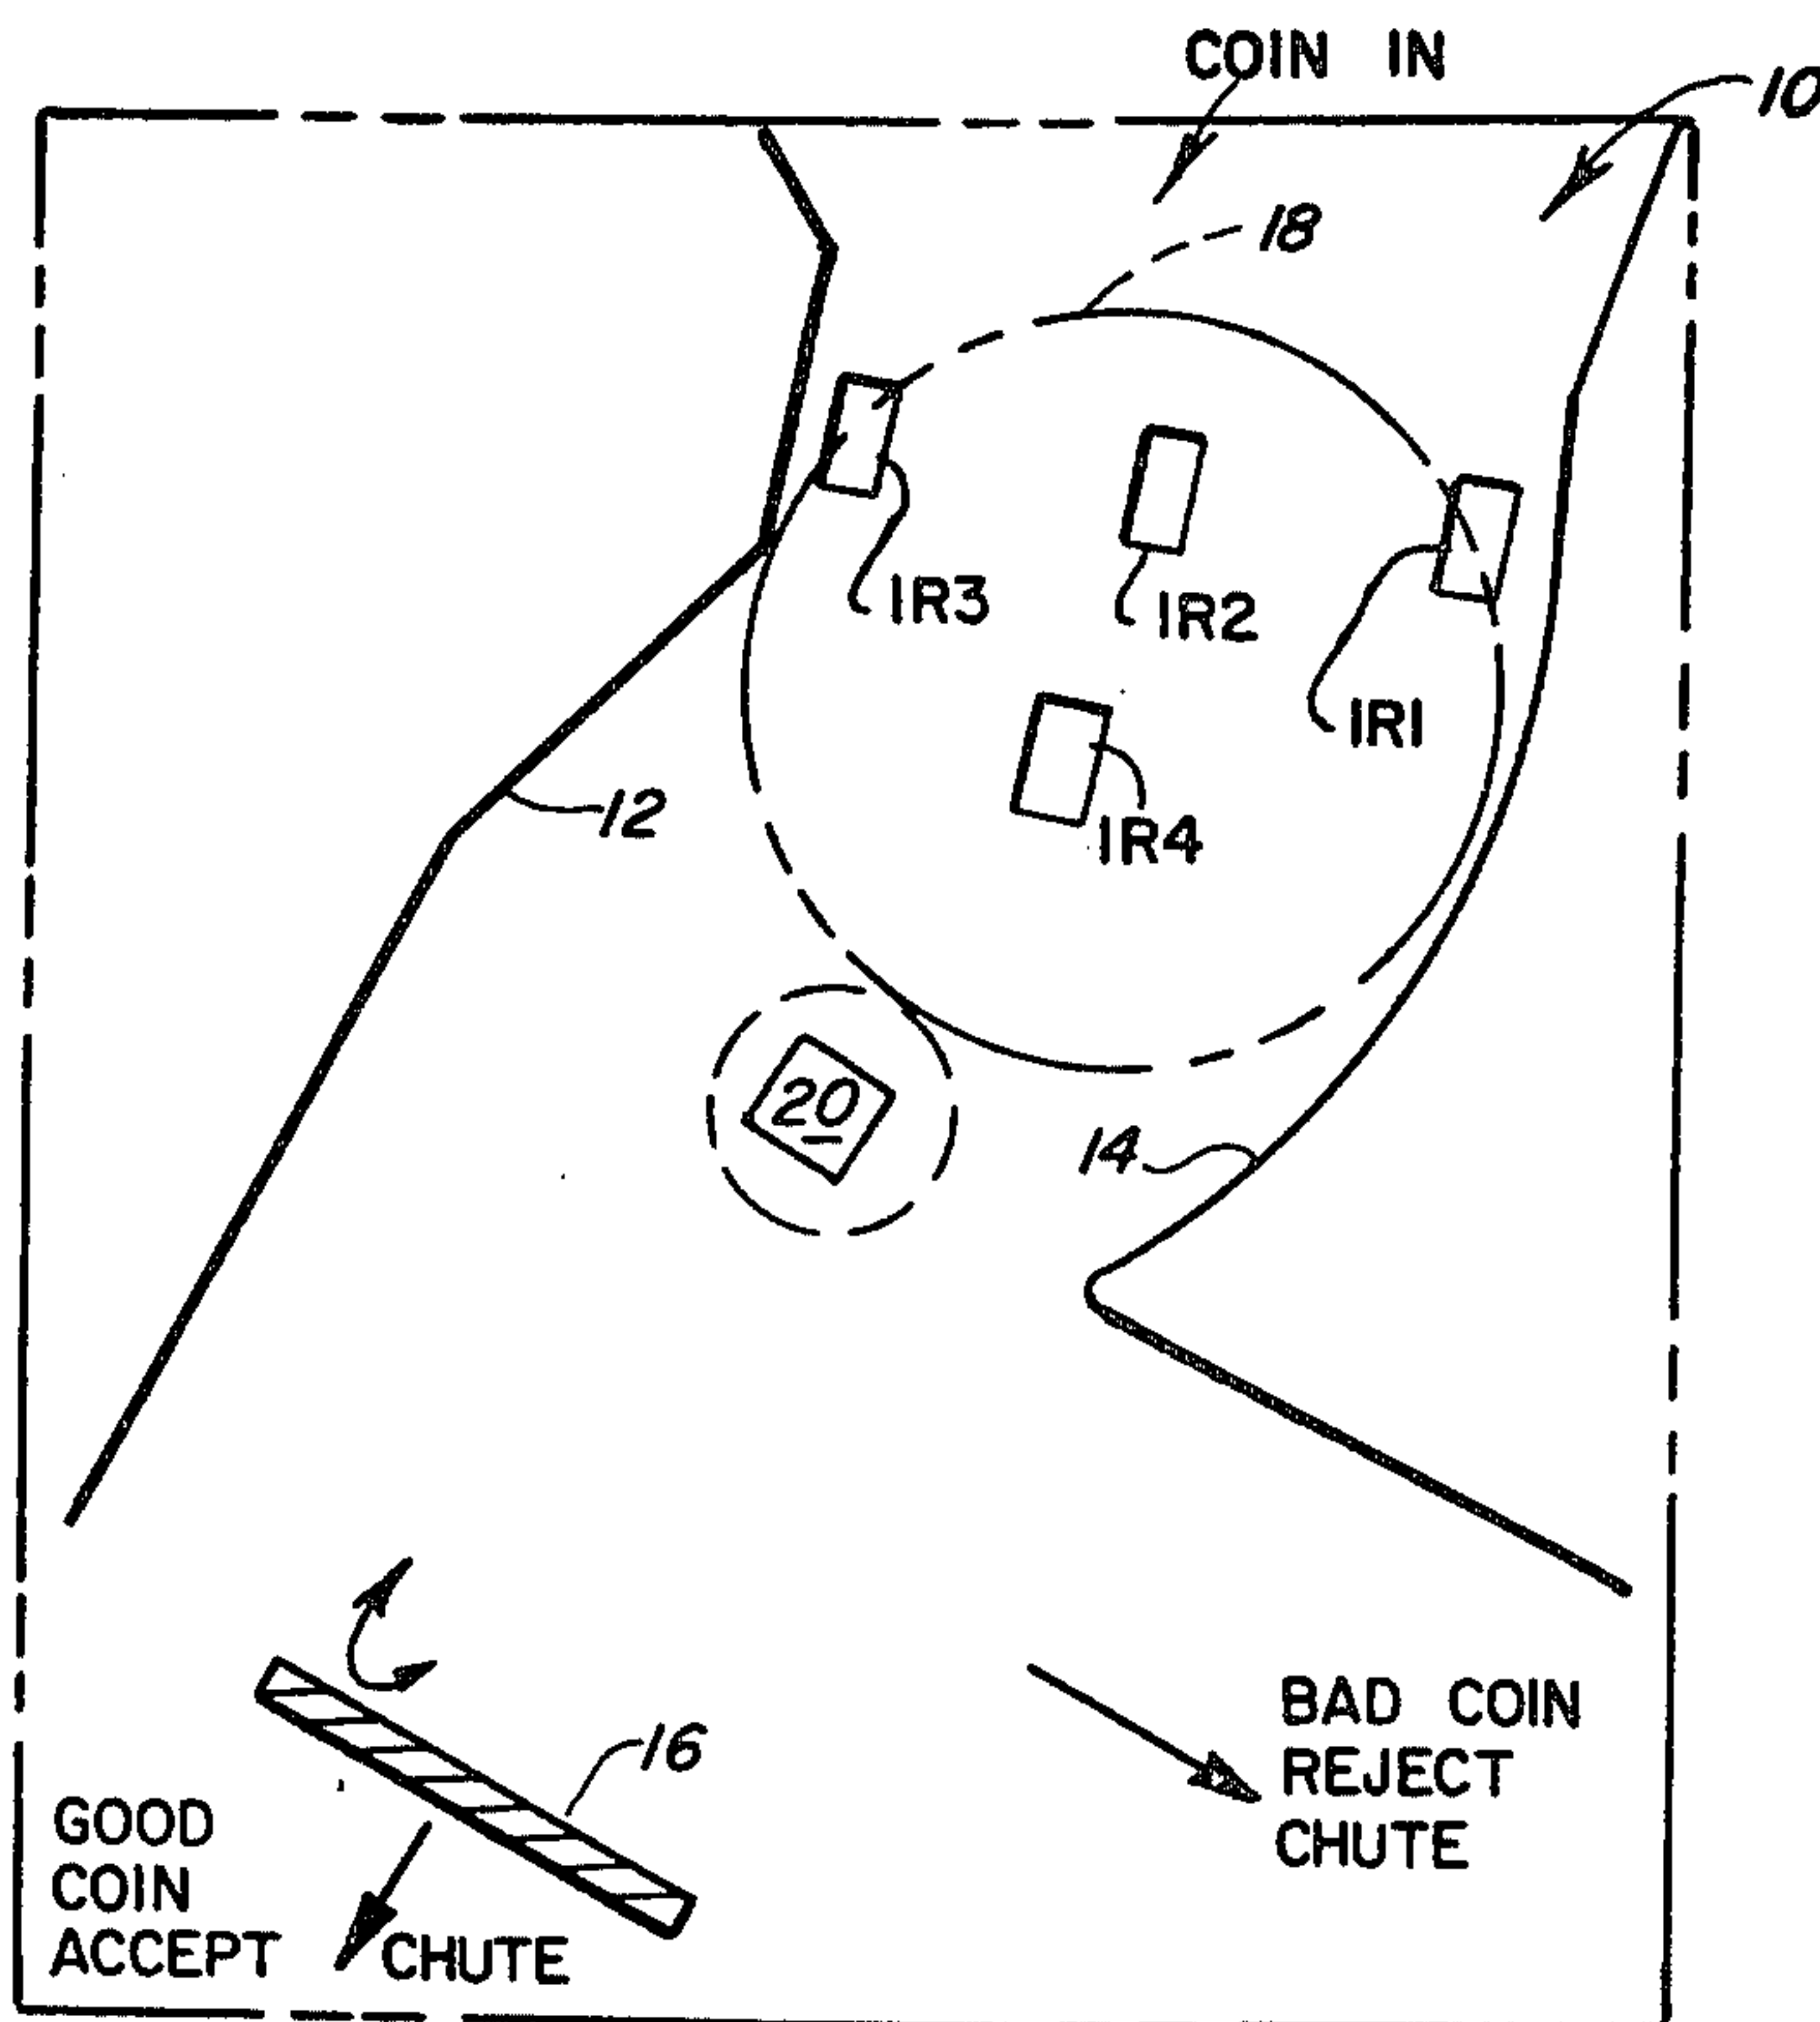 COIN IN
10
18
IR3
IR2
IR1
12
IR4
20
14
16
BAD COIN
REJECT
CHUTE
GOOD
COIN
ACCEPT CHUTE